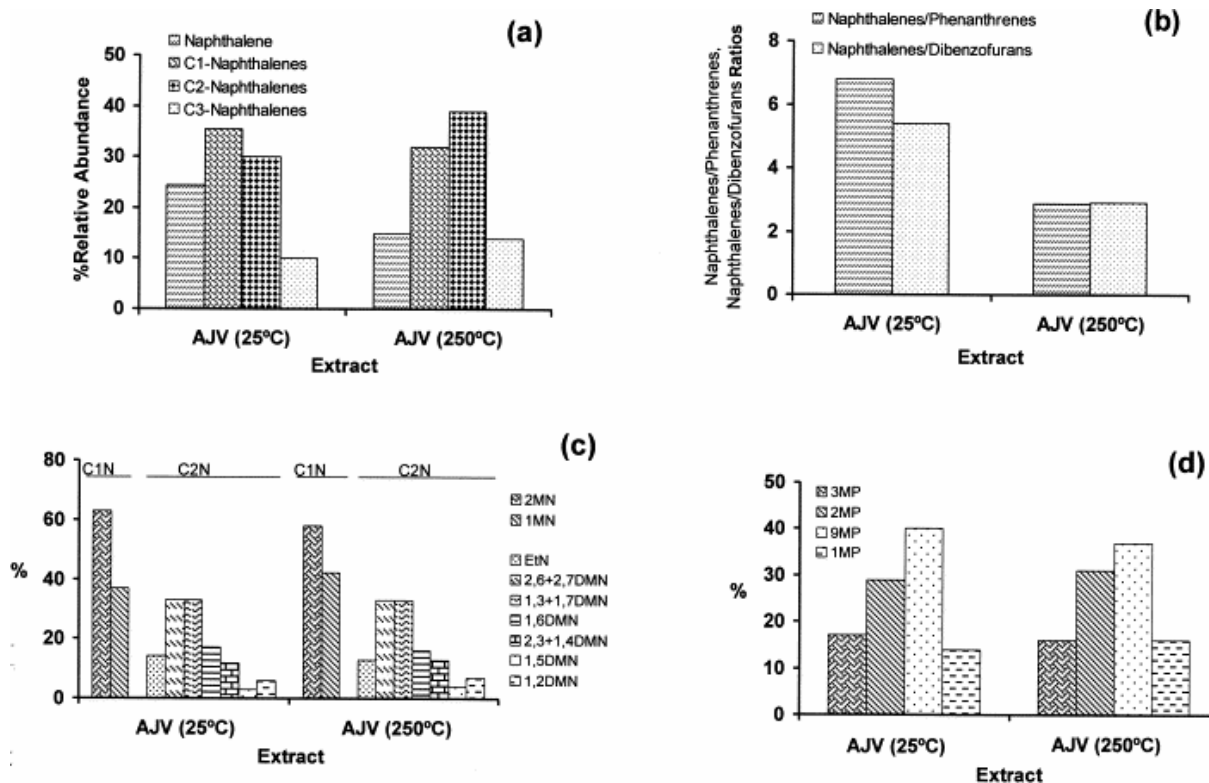 (a)
%Relative Abundance
50
40
30
20
10
0
Naphthalene
C1-Naphthalenes
C2-Naphthalenes
C3-Naphthalenes
AJV (25ºC)
AJV (250ºC)
Extract
(b)
Naphthalenes/Phenanthrenes,
Naphthalenes/Dibenzofurans Ratios
8
6
4
2
0
Naphthalenes/Phenanthrenes
Naphthalenes/Dibenzofurans
AJV (25ºC)
AJV (250ºC)
Extract
(c)
%
80
60
40
20
0
C1N
C2N
C1N
C2N
2MN
1MN
EtN
2,6+2,7DMN
1,3+1,7DMN
1,6DMN
2,3+1,4DMN
1,5DMN
1,2DMN
AJV (25ºC)
AJV (250ºC)
Extract
(d)
%
50
40
30
20
10
0
3MP
2MP
9MP
1MP
AJV (25ºC)
AJV (250ºC)
Extract